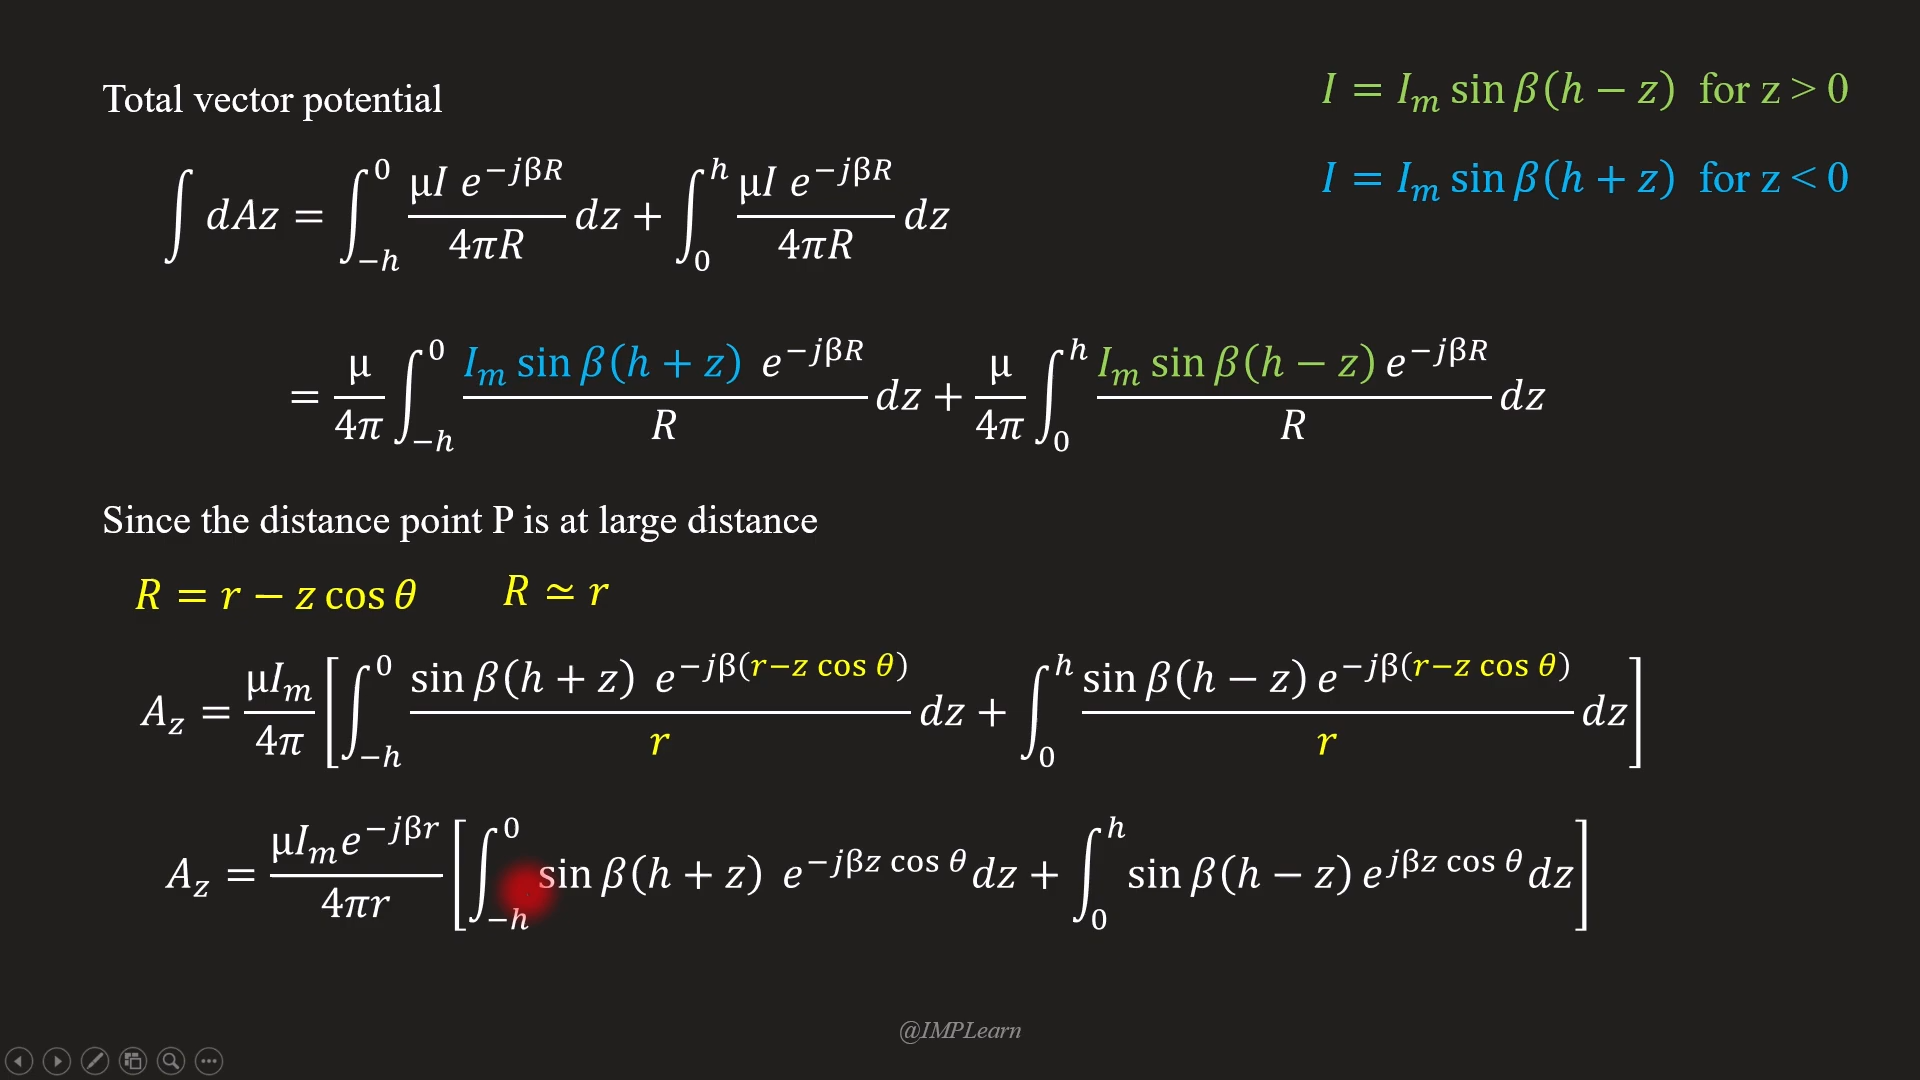 Total vector potential
I = I_m sin β(h − z) for z > 0
∫ dAz = ∫_{−h}^{0} μI e^{−jβR} / 4πR dz + ∫_{0}^{h} μI e^{−jβR} / 4πR dz
I = I_m sin β(h + z) for z < 0
= μ/4π ∫_{−h}^{0} I_m sin β(h + z) e^{−jβR} / R dz + μ/4π ∫_{0}^{h} I_m sin β(h − z) e^{−jβR} / R dz
Since the distance point P is at large distance
R = r − z cos θ R ≃ r
A_z = μI_m/4π [∫_{−h}^{0} sin β(h + z) e^{−jβ(r−z cos θ)} / r dz + ∫_{0}^{h} sin β(h − z) e^{−jβ(r−z cos θ)} / r dz]
A_z = μI_m e^{−jβr} / 4πr [∫_{−h}^{0} sin β(h + z) e^{−jβz cos θ} dz + ∫_{0}^{h} sin β(h − z) e^{jβz cos θ} dz]
@IMPLearn